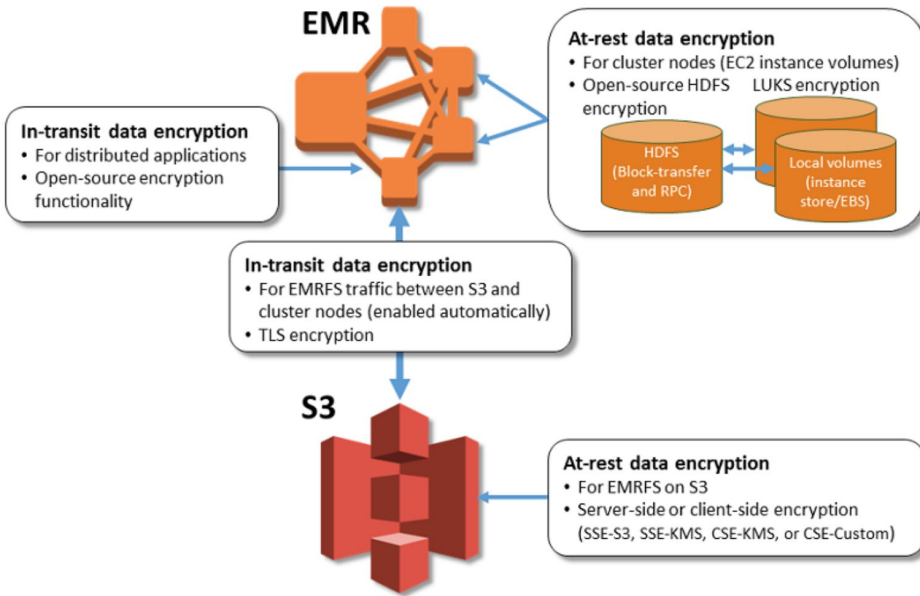 EMR
At-rest data encryption
• For cluster nodes (EC2 instance volumes)
• Open-source HDFS encryption
LUKS encryption
HDFS
(Block-transfer
and RPC)
Local volumes
(instance
store/EBS)
In-transit data encryption
• For distributed applications
• Open-source encryption
functionality
In-transit data encryption
• For EMRFS traffic between S3 and
cluster nodes (enabled automatically)
• TLS encryption
S3
At-rest data encryption
• For EMRFS on S3
• Server-side or client-side encryption
(SSE-S3, SSE-KMS, CSE-KMS, or CSE-Custom)